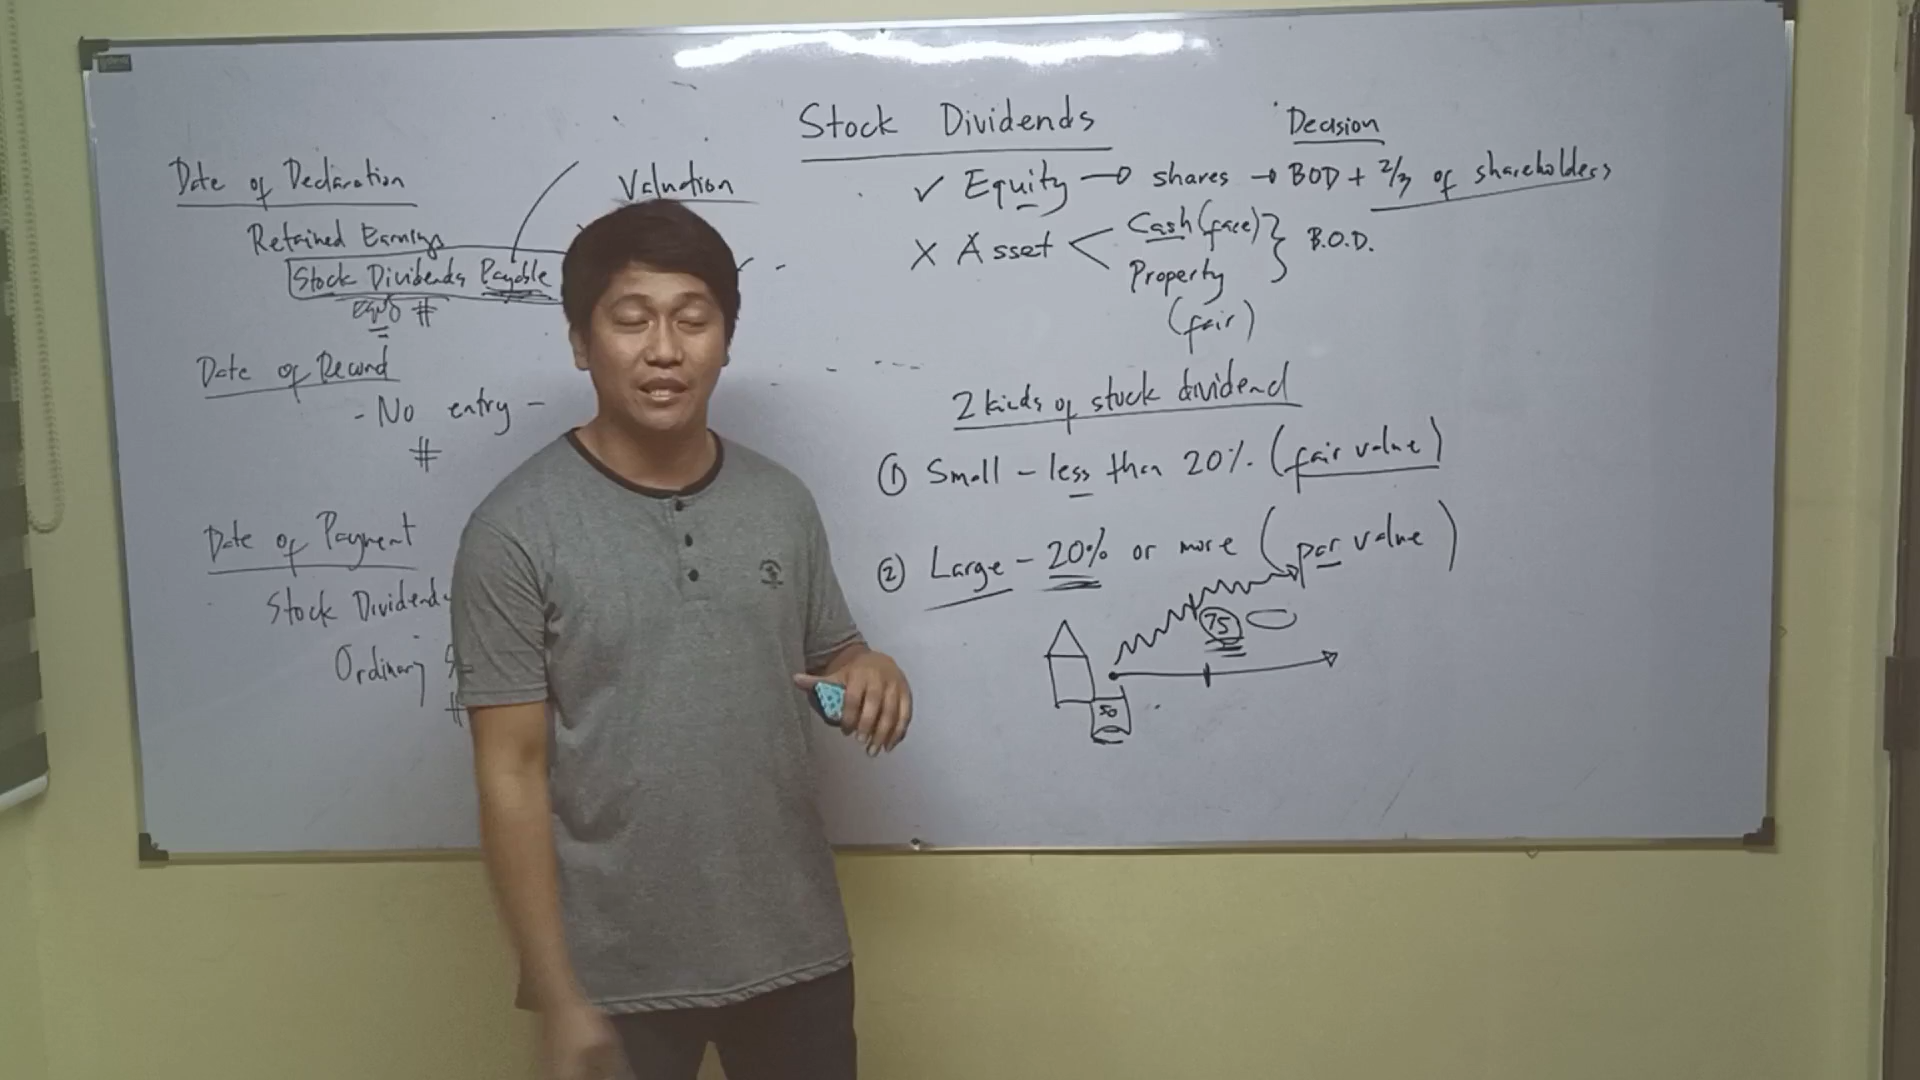 Stock Dividends
Decision
✓ Equity → shares → BOD + 2/3 of shareholders
X Asset < Cash (face) } B.O.D.
Property
(fair)
Date of Declaration
Retained Earnings
Stock Dividends Payable
Equity #
Valuation
Date of Record
- No entry -
#
Date of Payment
Stock Dividends
Ordinary
#
2 kinds of stock dividend
① Small - less than 20%. (fair value)
② Large - 20% or more (par value)
75
50